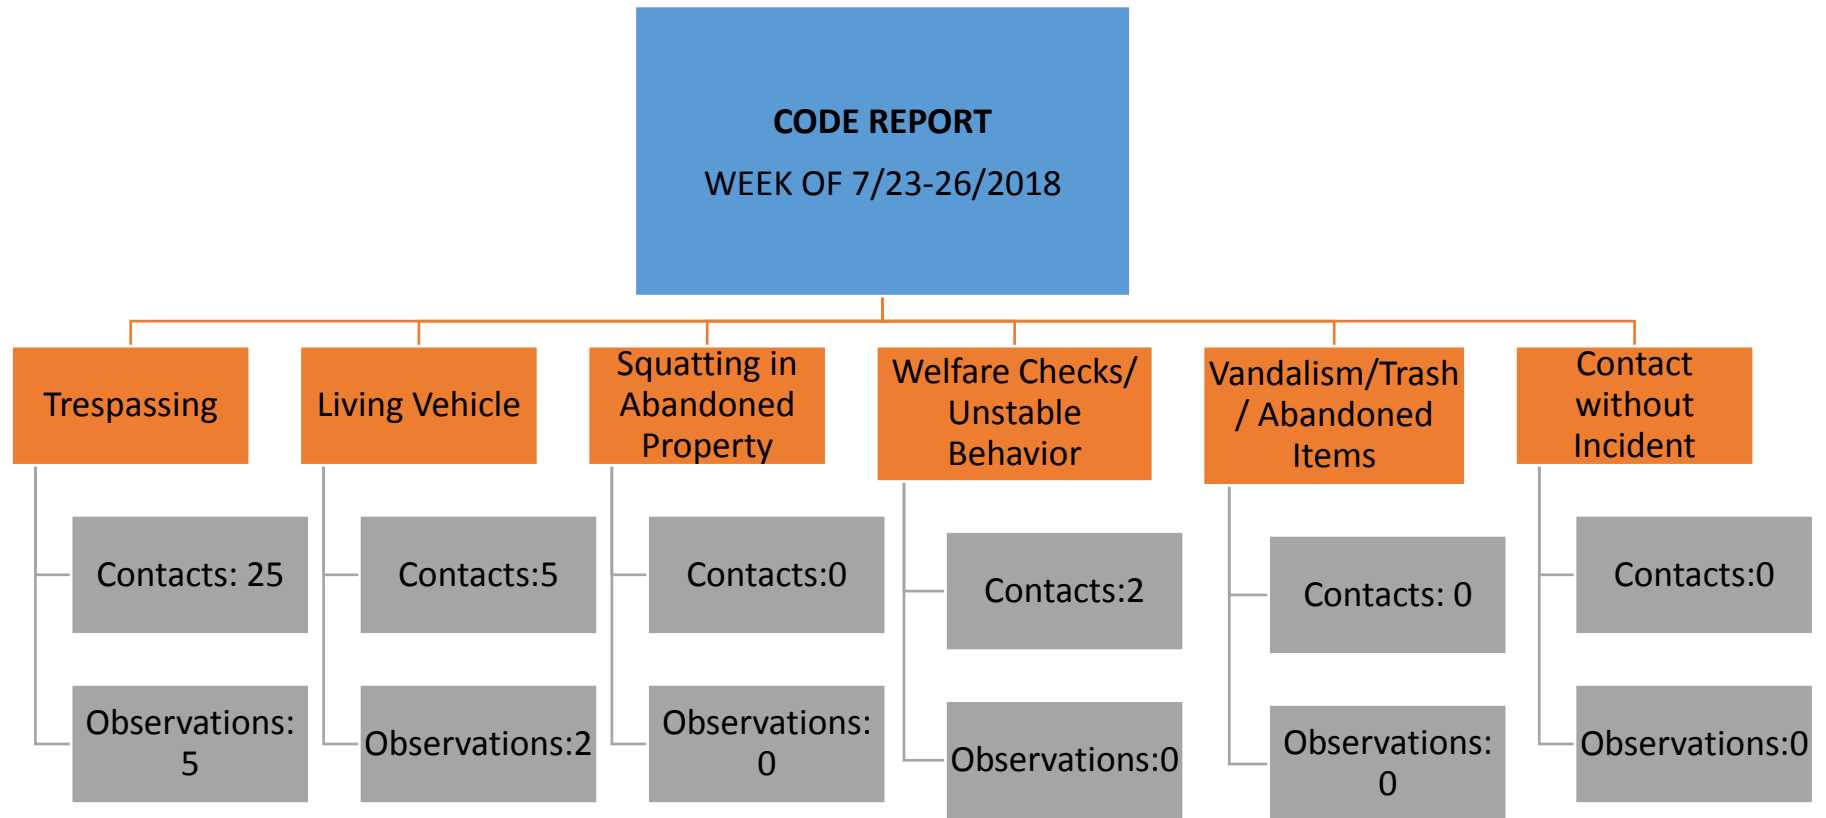 CODE REPORT
WEEK OF 7/23-26/2018
Trespassing
Contacts: 25
Observations:
5
Living Vehicle
Contacts:5
Observations:2
Squatting in
Abandoned
Property
Contacts:0
Observations:
0
Welfare Checks/
Unstable
Behavior
Contacts:2
Observations:0
Vandalism/Trash
/ Abandoned
Items
Contacts: 0
Observations:
0
Contact
without
Incident
Contacts:0
Observations:0